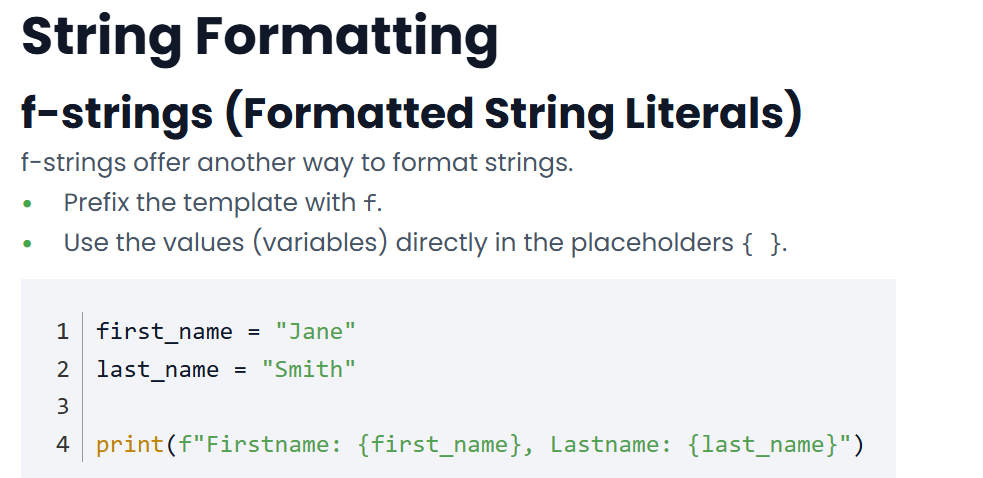 String Formatting
f-strings (Formatted String Literals)
f-strings offer another way to format strings.
• Prefix the template with f.
• Use the values (variables) directly in the placeholders { }.
1 first_name = "Jane"
2 last_name = "Smith"
3
4 print(f"Firstname: {first_name}, Lastname: {last_name}")